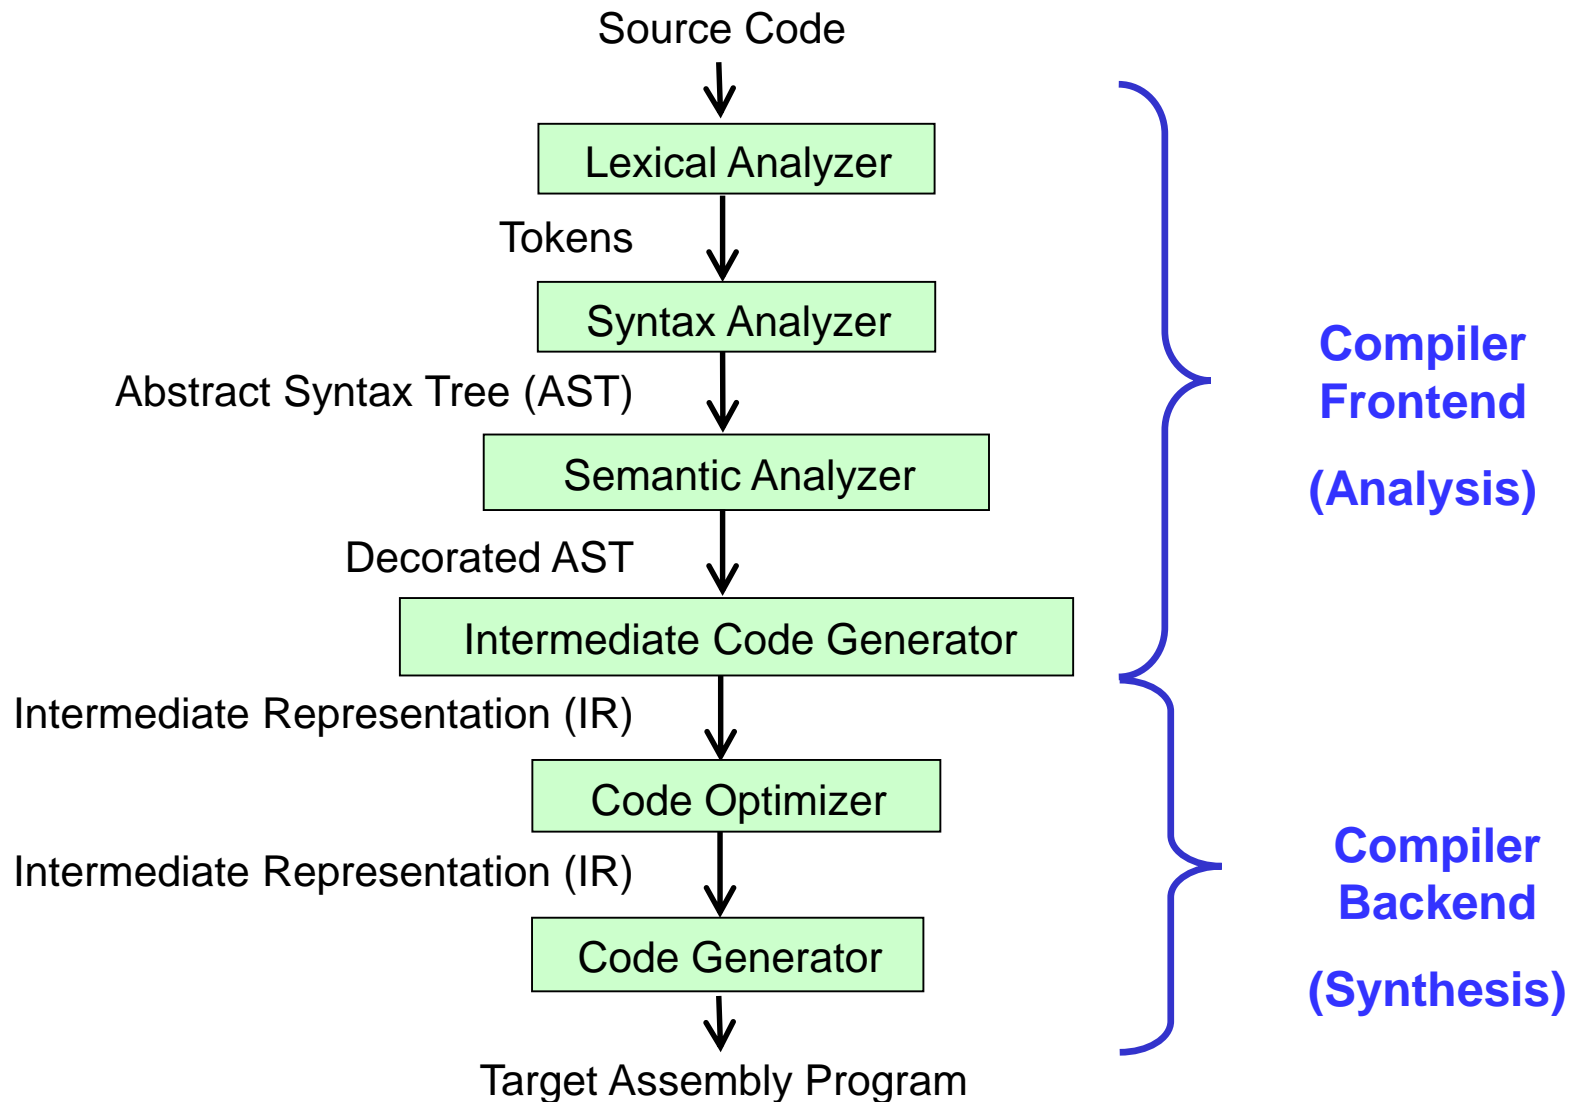 Source Code
Lexical Analyzer
Tokens
Syntax Analyzer
Abstract Syntax Tree (AST)
Semantic Analyzer
Decorated AST
Intermediate Code Generator
Intermediate Representation (IR)
Code Optimizer
Intermediate Representation (IR)
Code Generator
Target Assembly Program
Compiler
Frontend
(Analysis)
Compiler
Backend
(Synthesis)